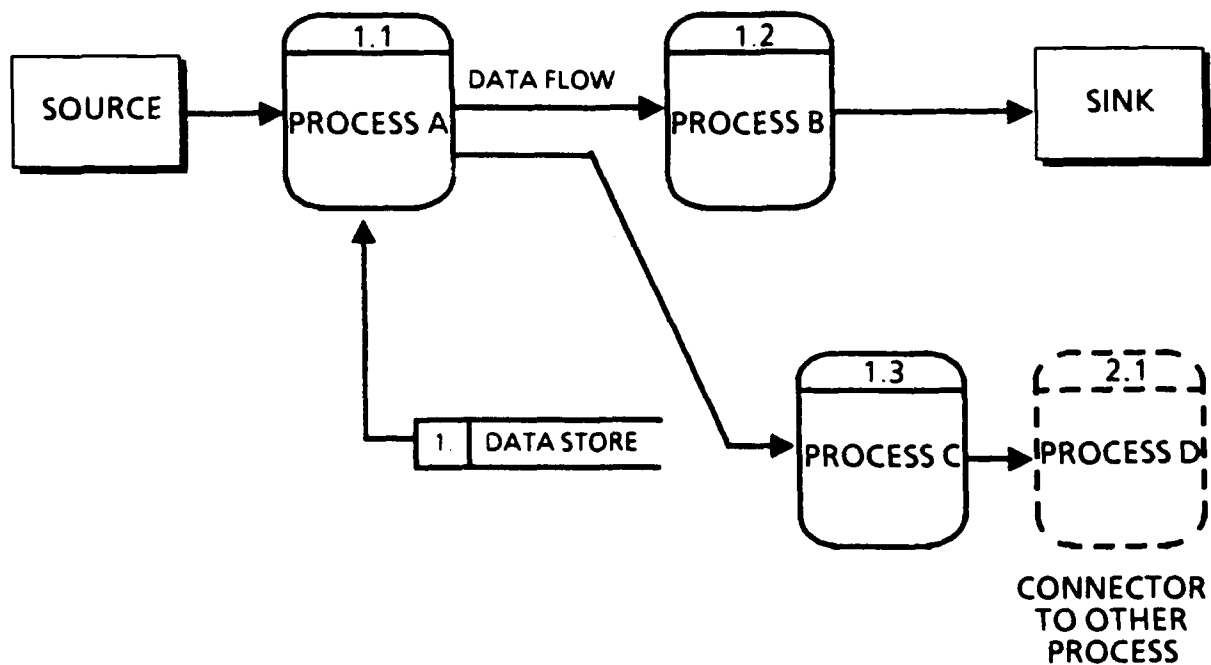 1.1
1.2
SOURCE
DATA FLOW
SINK
PROCESS A
PROCESS B
1.3
2.1
1. DATA STORE
PROCESS C
PROCESS D
CONNECTOR
TO OTHER
PROCESS